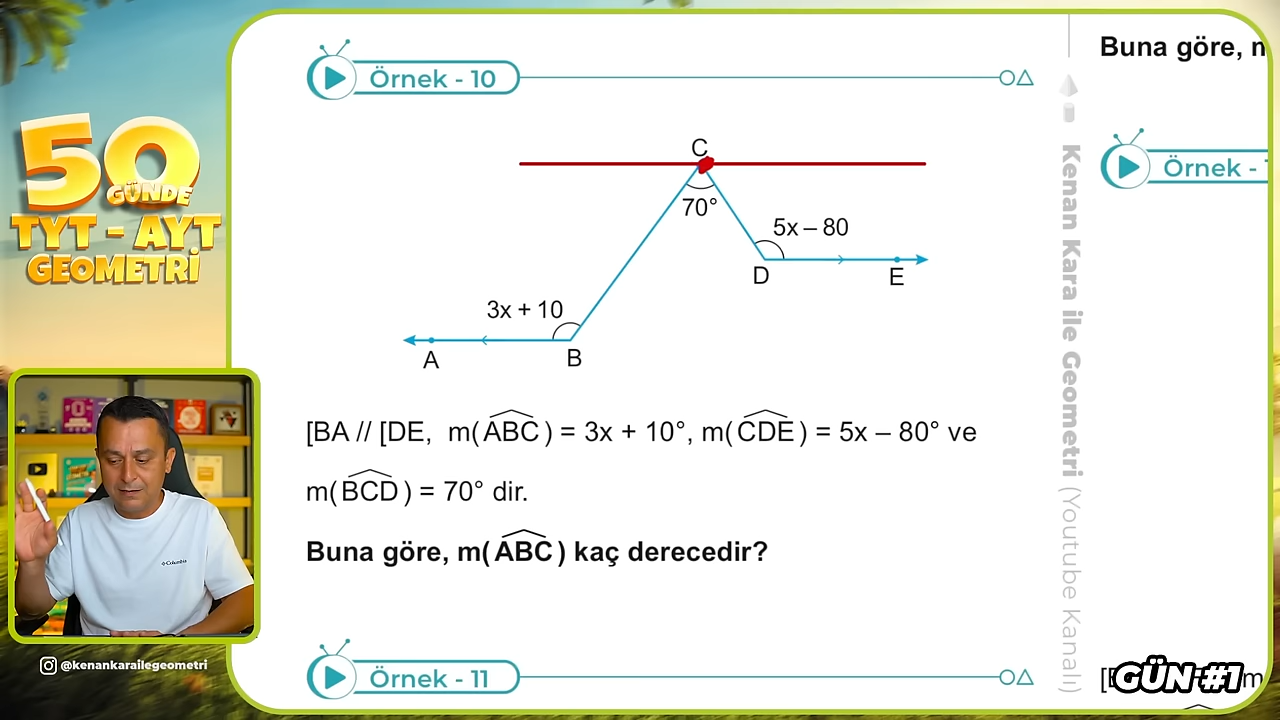 50
GÜNDE
TYT - AYT
GEOMETRİ
Örnek - 10
C
70°
5x – 80
D
E
3x + 10
A
B
[BA // [DE, m(ABC) = 3x + 10°, m(CDE) = 5x – 80° ve
m(BCD) = 70° dir.
Buna göre, m(ABC) kaç derecedir?
Örnek - 11
Kenan Kara ile Geometri (Youtube Kanalı)
Buna göre, m
Örnek -
GÜN #1
Columbia
@kenankarailegeometri